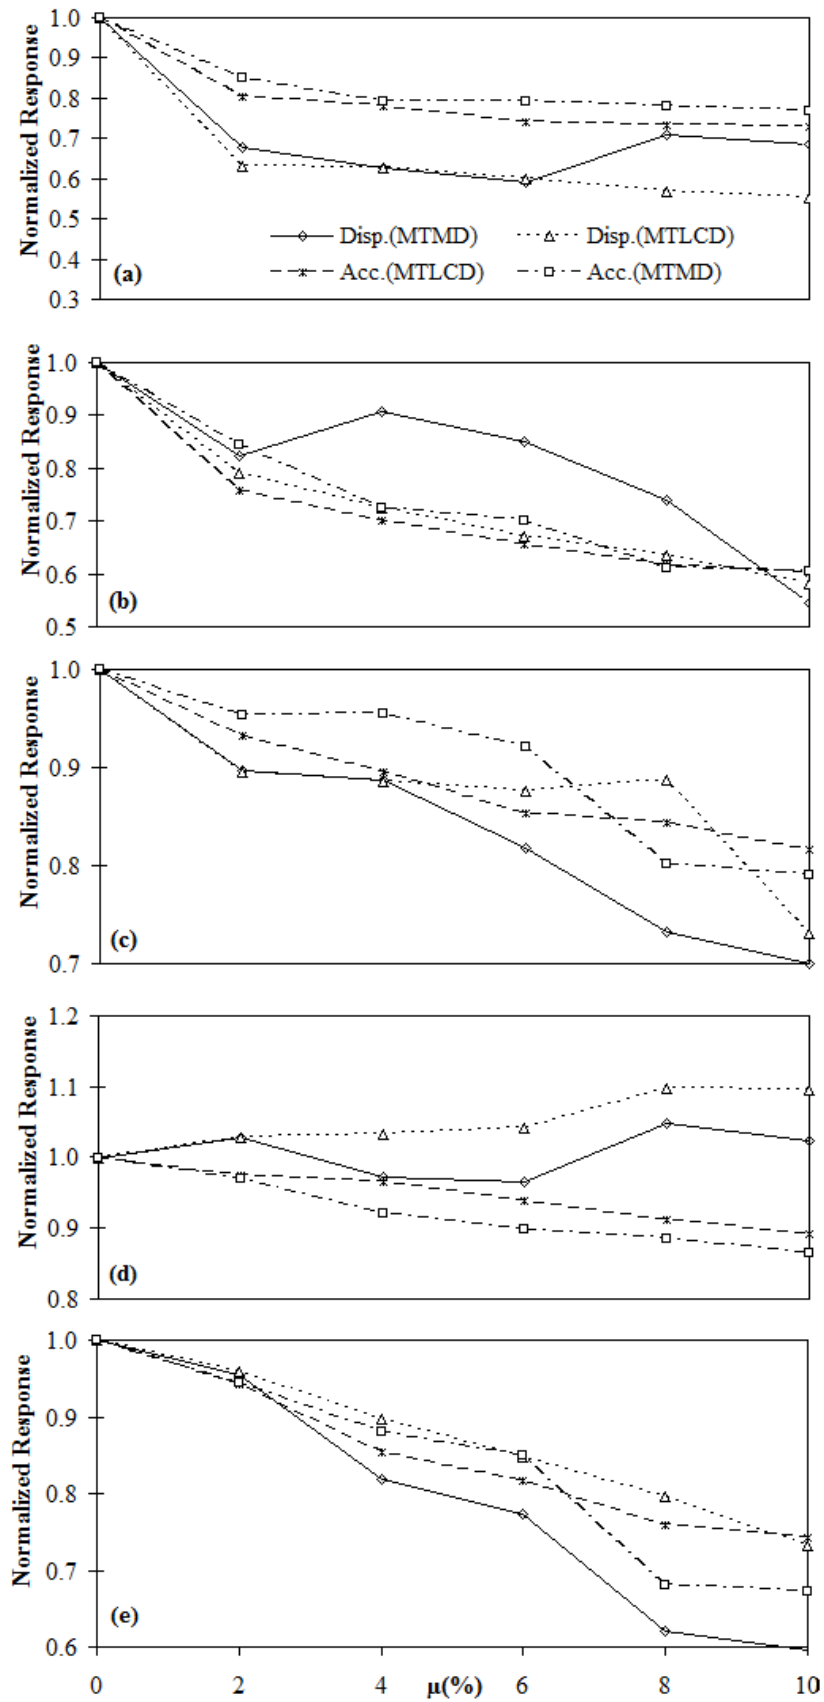 1.0
0.9
0.8
0.7
0.6
0.5
0.4
0.3
Normalized Response
Disp.(MTMD) Disp.(MTLCD)
Acc.(MTLCD) Acc.(MTMD)
(a)
1.0
0.9
0.8
0.7
0.6
0.5
Normalized Response
(b)
1.0
0.9
0.8
0.7
Normalized Response
(c)
1.2
1.1
1.0
0.9
0.8
Normalized Response
(d)
1.0
0.9
0.8
0.7
0.6
Normalized Response
(e)
0 2 4 μ(%) 6 8 10